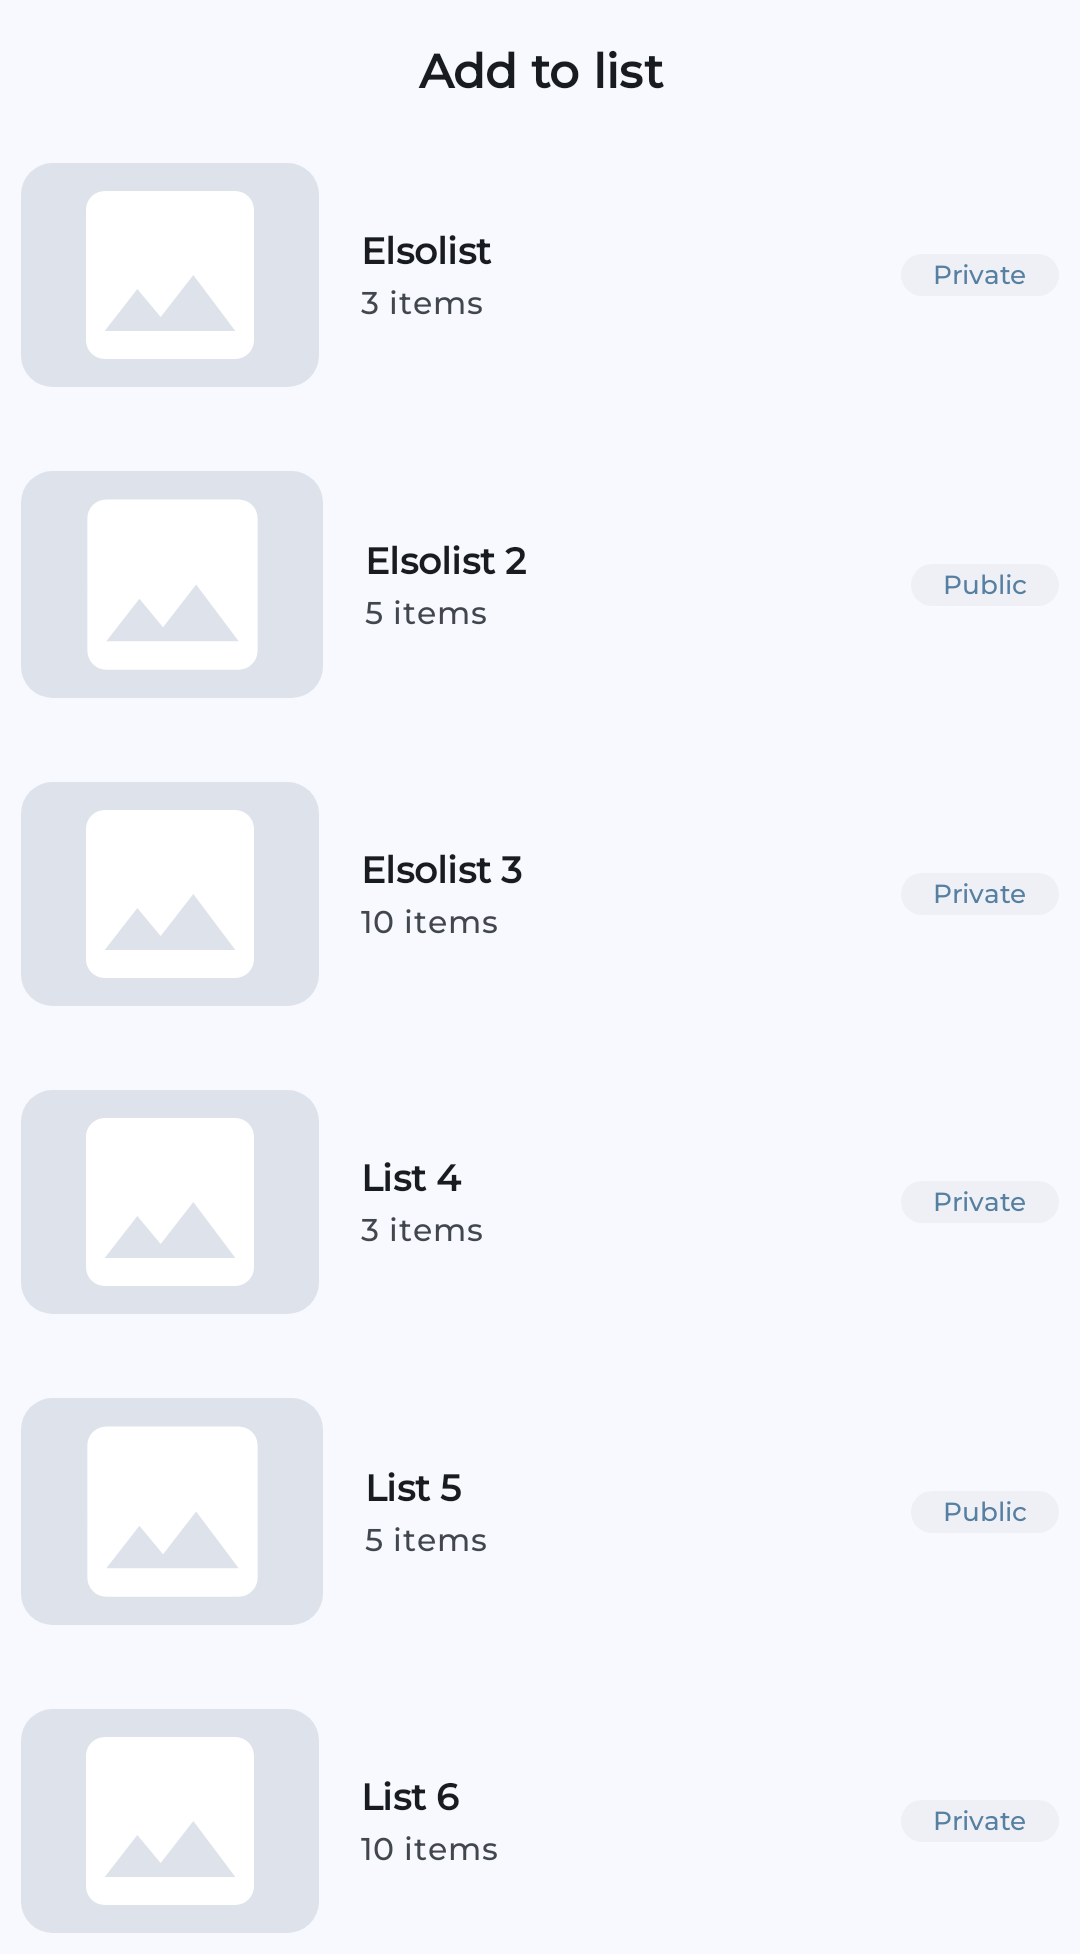 Add to list
Elsolist
3 items
Private
Elsolist 2
5 items
Public
Elsolist 3
10 items
Private
List 4
3 items
Private
List 5
5 items
Public
List 6
10 items
Private